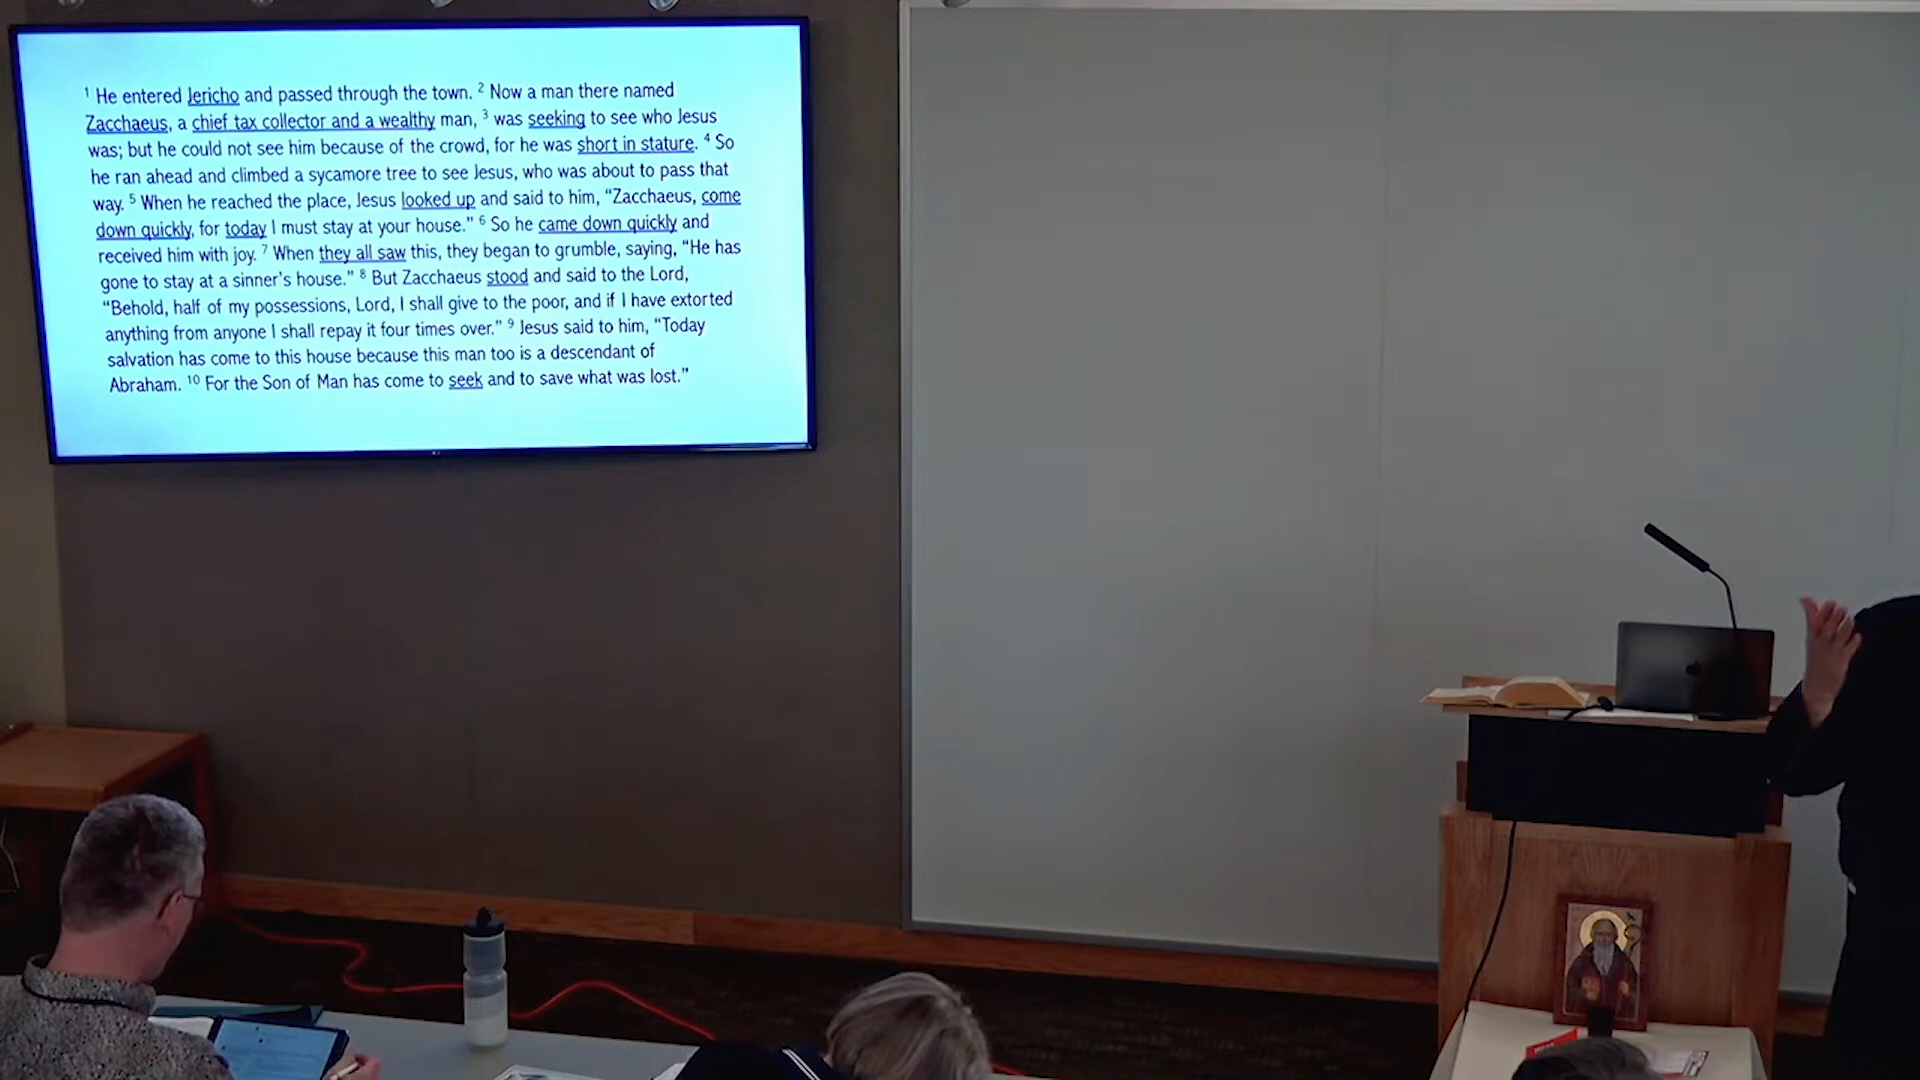 ¹ He entered Jericho and passed through the town. ² Now a man there named
Zacchaeus, a chief tax collector and a wealthy man, ³ was seeking to see who Jesus
was; but he could not see him because of the crowd, for he was short in stature. ⁴ So
he ran ahead and climbed a sycamore tree to see Jesus, who was about to pass that
way. ⁵ When he reached the place, Jesus looked up and said to him, “Zacchaeus, come
down quickly, for today I must stay at your house.” ⁶ So he came down quickly and
received him with joy. ⁷ When they all saw this, they began to grumble, saying, “He has
gone to stay at a sinner’s house.” ⁸ But Zacchaeus stood and said to the Lord,
“Behold, half of my possessions, Lord, I shall give to the poor, and if I have extorted
anything from anyone I shall repay it four times over.” ⁹ Jesus said to him, “Today
salvation has come to this house because this man too is a descendant of
Abraham. ¹⁰ For the Son of Man has come to seek and to save what was lost.”